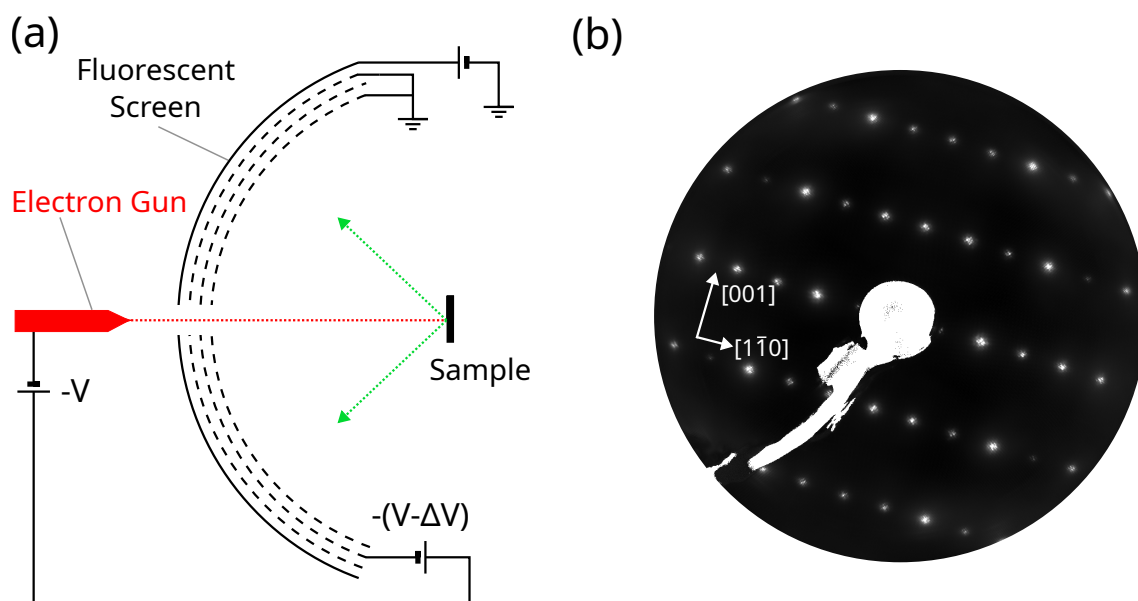 (a)
Fluorescent
Screen
Electron Gun
-V
Sample
-(V-ΔV)
(b)
[001]
[11̅0]